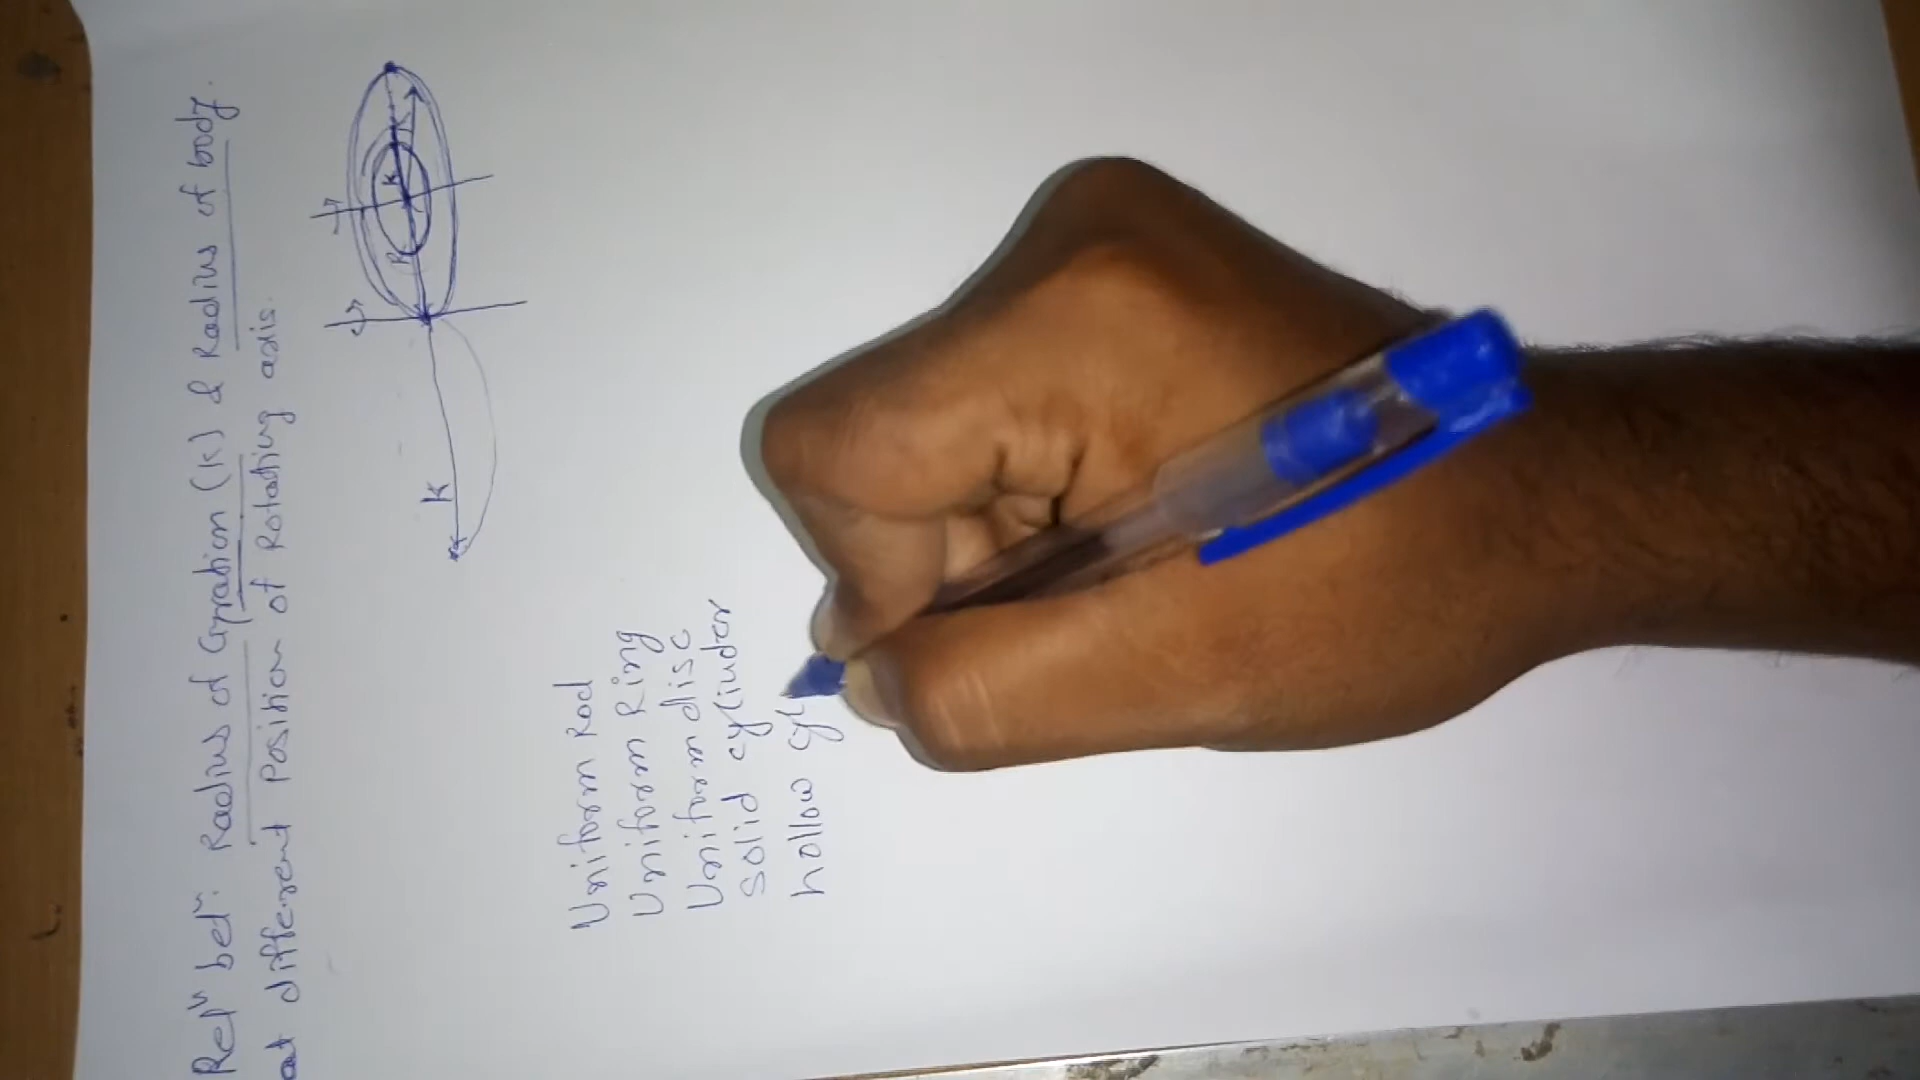 Relⁿ betⁿ: Radius of Gyration (K) & Radius of body.
at different Position of Rotating axis.
K
R
K
K
Uniform Rod
Uniform Ring
Uniform disc
Solid cylinder
hollow cy